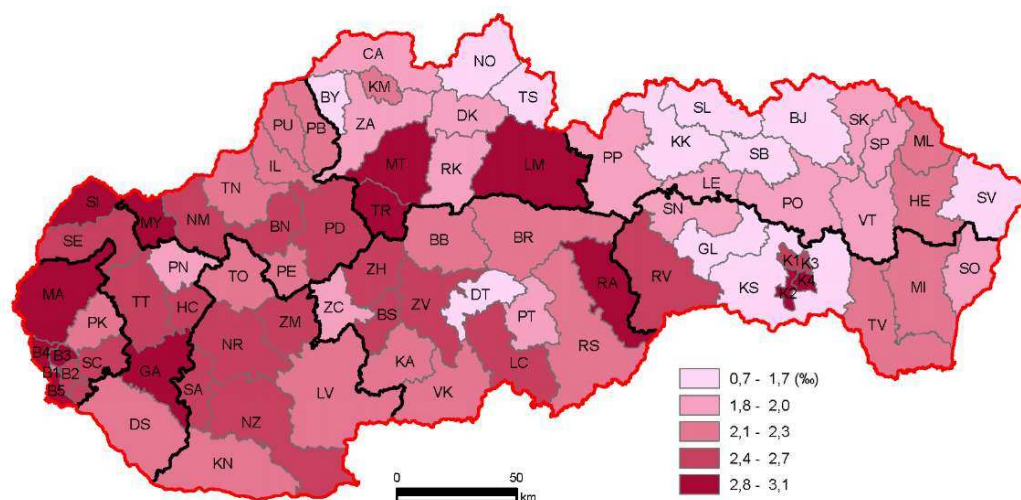 CA
NO
KM
BY
TS
PU
PB
ZA
DK
SL
BJ
SK
KK
SB
SP
ML
IL
MT
RK
LM
PP
LE
PO
VT
HE
SV
TN
SI
MY
NM
BN
PD
TR
SN
GL
SE
BB
BR
PN
TO
PE
ZH
K1 K3
K4
K2
KS
SO
MI
MA
TT
HC
ZM
ZC
BS
ZV
DT
RA
RV
PK
PT
TV
B4 B3
SC
GA
NR
KA
RS
B1 B2
B5
SA
LV
VK
LC
DS
NZ
KN
0,7 - 1,7 (‰)
1,8 - 2,0
2,1 - 2,3
2,4 - 2,7
2,8 - 3,1
0 50
km